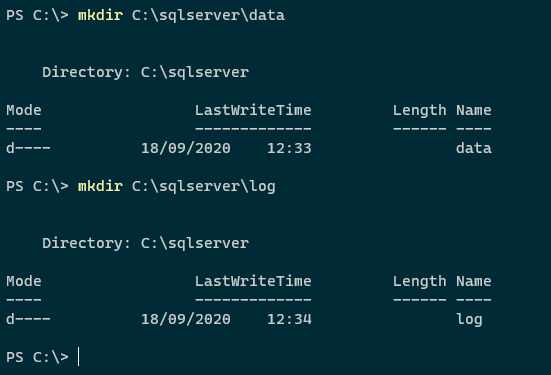 PS C:\> mkdir C:\sqlserver\data
Directory: C:\sqlserver
Mode                 LastWriteTime         Length Name
----                 -------------         ------ ----
d----          18/09/2020    12:33                data
PS C:\> mkdir C:\sqlserver\log
Directory: C:\sqlserver
Mode                 LastWriteTime         Length Name
----                 -------------         ------ ----
d----          18/09/2020    12:34                log
PS C:\>